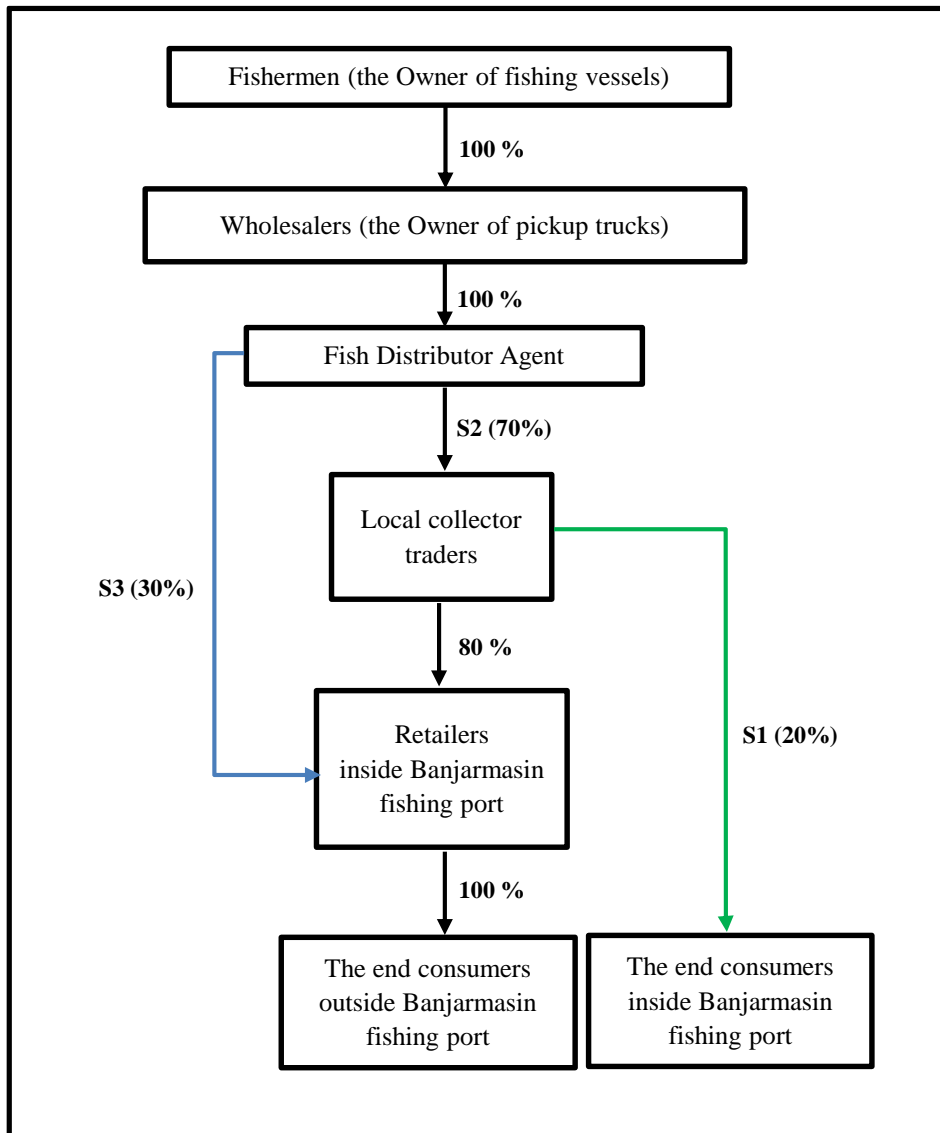 Fishermen (the Owner of fishing vessels)
100 %
Wholesalers (the Owner of pickup trucks)
100 %
Fish Distributor Agent
S2 (70%)
Local collector
traders
S3 (30%)
80 %
Retailers
inside Banjarmasin
fishing port
S1 (20%)
100 %
The end consumers
outside Banjarmasin
fishing port
The end consumers
inside Banjarmasin
fishing port